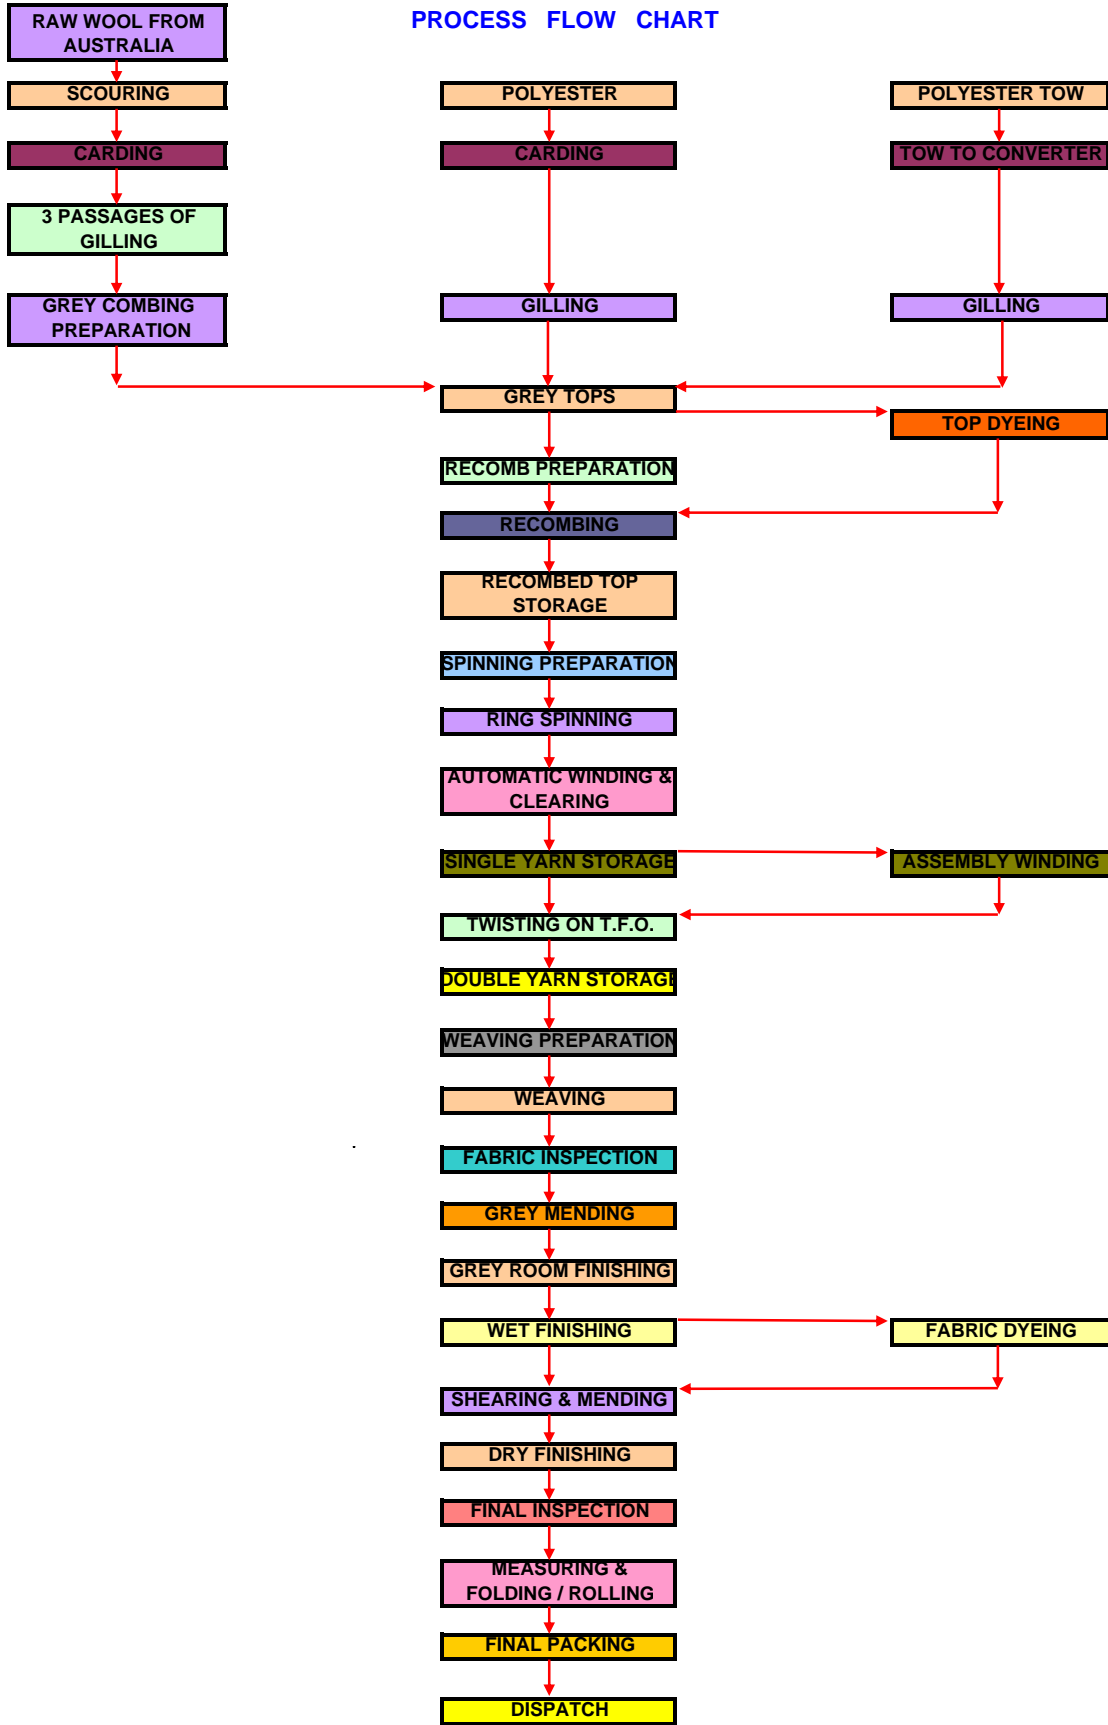 PROCESS FLOW CHART
RAW WOOL FROM
AUSTRALIA
SCOURING
POLYESTER
POLYESTER TOW
CARDING
CARDING
TOW TO CONVERTER
3 PASSAGES OF
GILLING
GREY COMBING
PREPARATION
GILLING
GILLING
GREY TOPS
TOP DYEING
RECOMB PREPARATION
RECOMBING
RECOMBED TOP
STORAGE
SPINNING PREPARATION
RING SPINNING
AUTOMATIC WINDING &
CLEARING
SINGLE YARN STORAGE
ASSEMBLY WINDING
TWISTING ON T.F.O.
DOUBLE YARN STORAGE
WEAVING PREPARATION
WEAVING
FABRIC INSPECTION
GREY MENDING
GREY ROOM FINISHING
WET FINISHING
FABRIC DYEING
SHEARING & MENDING
DRY FINISHING
FINAL INSPECTION
MEASURING &
FOLDING / ROLLING
FINAL PACKING
DISPATCH